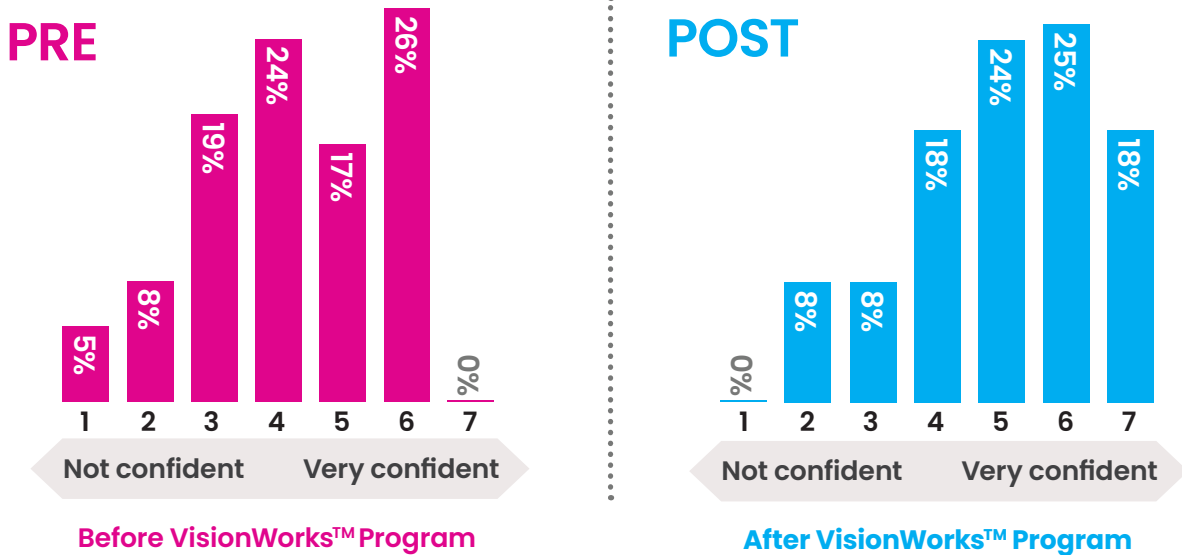 PRE
5%
8%
19%
24%
17%
26%
0%
1 2 3 4 5 6 7
Not confident Very confident
Before VisionWorks™ Program
POST
0%
8%
8%
18%
24%
25%
18%
1 2 3 4 5 6 7
Not confident Very confident
After VisionWorks™ Program